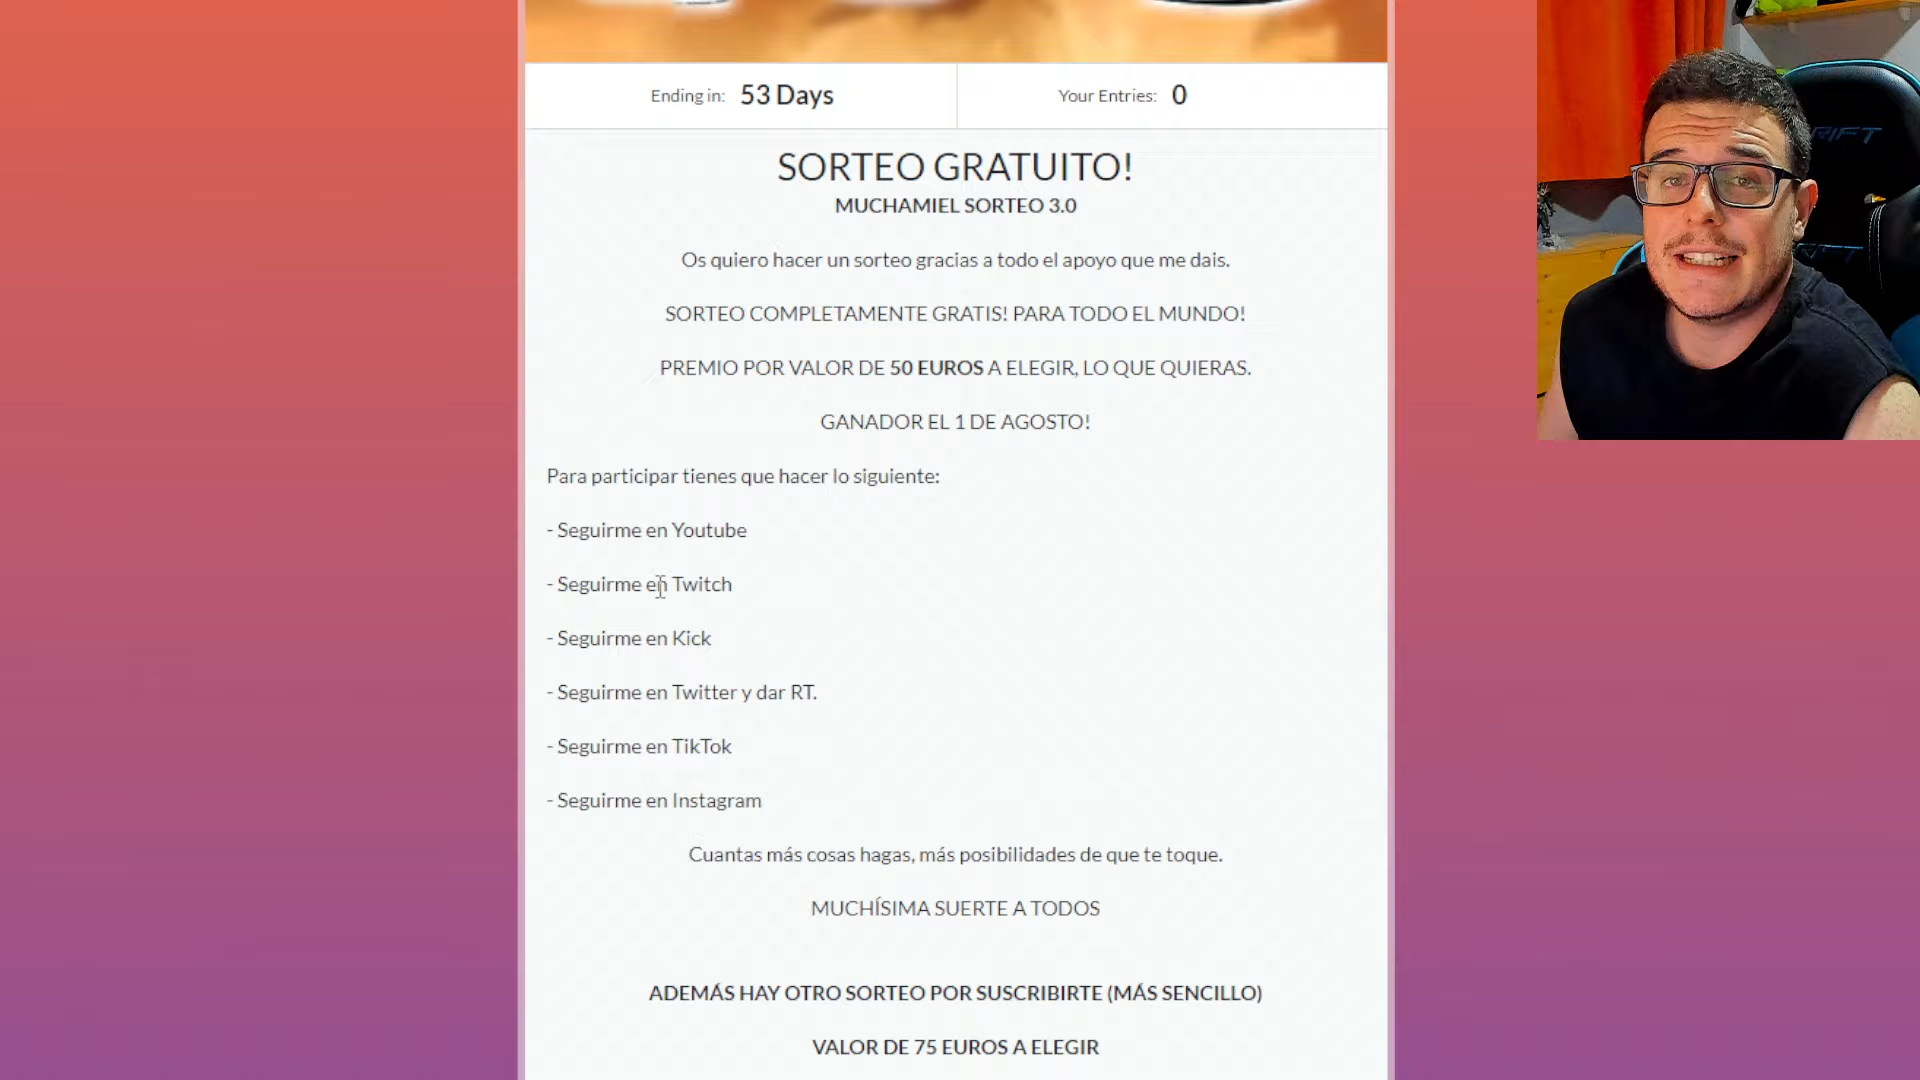 Ending in: 53 Days
Your Entries: 0
SORTEO GRATUITO!
MUCHAMIEL SORTEO 3.0
Os quiero hacer un sorteo gracias a todo el apoyo que me dais.
SORTEO COMPLETAMENTE GRATIS! PARA TODO EL MUNDO!
PREMIO POR VALOR DE 50 EUROS A ELEGIR, LO QUE QUIERAS.
GANADOR EL 1 DE AGOSTO!
Para participar tienes que hacer lo siguiente:
- Seguirme en Youtube
- Seguirme en Twitch
- Seguirme en Kick
- Seguirme en Twitter y dar RT.
- Seguirme en TikTok
- Seguirme en Instagram
Cuantas más cosas hagas, más posibilidades de que te toque.
MUCHÍSIMA SUERTE A TODOS
ADEMÁS HAY OTRO SORTEO POR SUSCRIBIRTE (MÁS SENCILLO)
VALOR DE 75 EUROS A ELEGIR